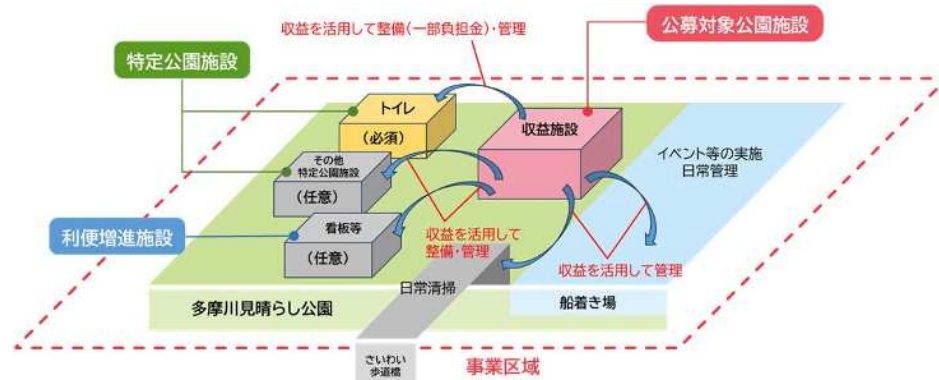 収益を活用して整備(一部負担金)・管理
公募対象公園施設
特定公園施設
トイレ
(必須)
収益施設
イベント等の実施
日常管理
その他
特定公園施設
(任意)
利便増進施設
看板等
(任意)
収益を活用して
整備・管理
収益を活用して管理
日常清掃
多摩川見晴らし公園
船着き場
さいわい
歩道橋
事業区域